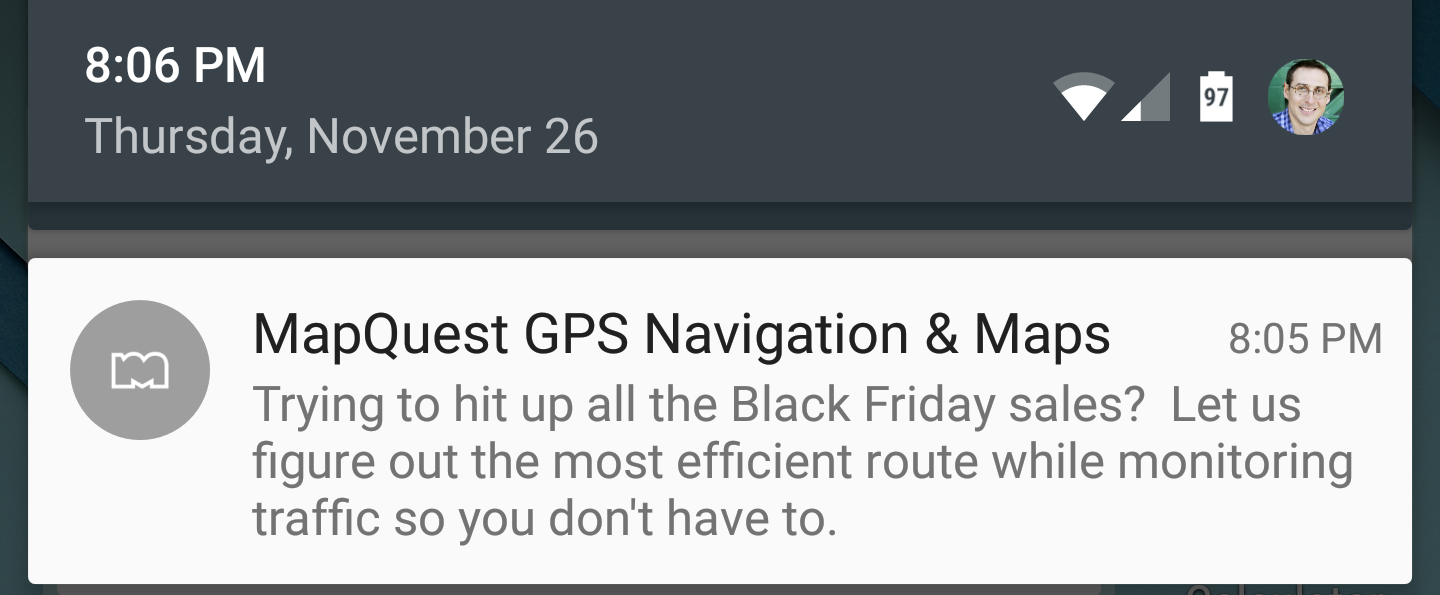 8:06 PM
Thursday, November 26
97
MapQuest GPS Navigation & Maps 8:05 PM
Trying to hit up all the Black Friday sales?  Let us
figure out the most efficient route while monitoring
traffic so you don't have to.